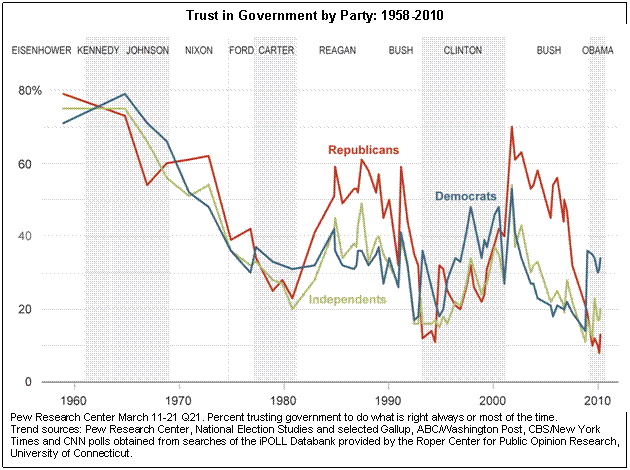 Trust in Government by Party: 1958-2010
EISENHOWER KENNEDY JOHNSON NIXON FORD CARTER REAGAN BUSH CLINTON BUSH OBAMA
80%
60
40
20
0
Republicans
Democrats
Independents
1960 1970 1980 1990 2000 2010
Pew Research Center March 11-21 Q21. Percent trusting government to do what is right always or most of the time.
Trend sources: Pew Research Center, National Election Studies and selected Gallup, ABC/Washington Post, CBS/New York
Times and CNN polls obtained from searches of the iPOLL Databank provided by the Roper Center for Public Opinion Research,
University of Connecticut.